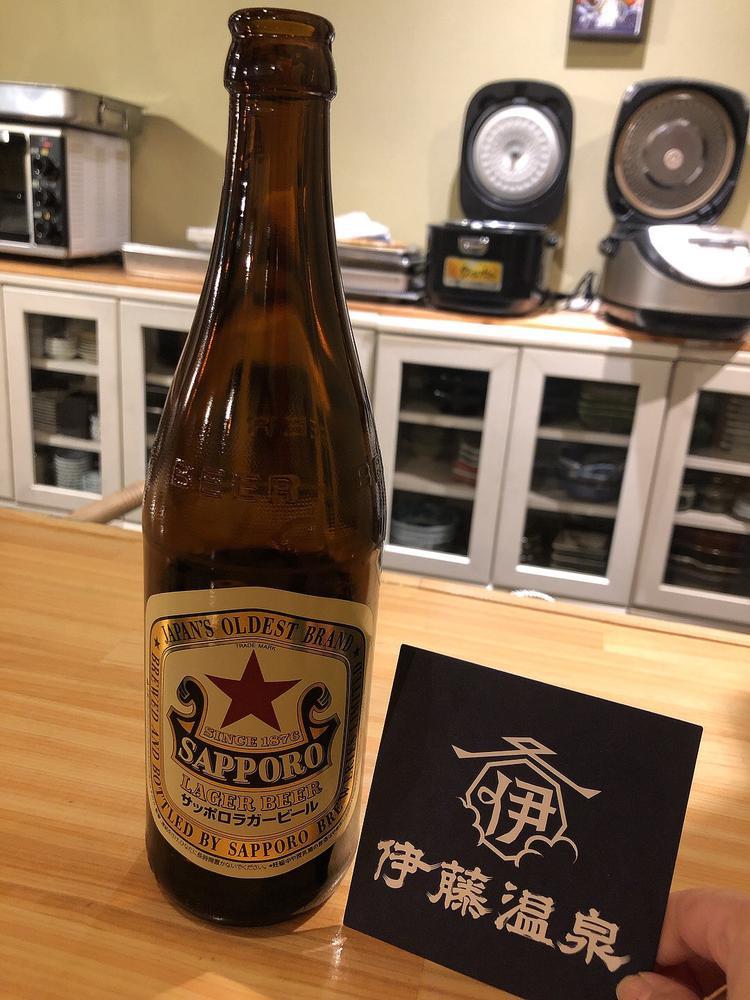 BEER
★ JAPAN'S OLDEST BRAND ★
TRADE MARK
SINCE 1876
SAPPORO
LAGER BEER
サッポロラガービール
BREWED AND BOTTLED BY SAPPORO
伊
伊藤温泉